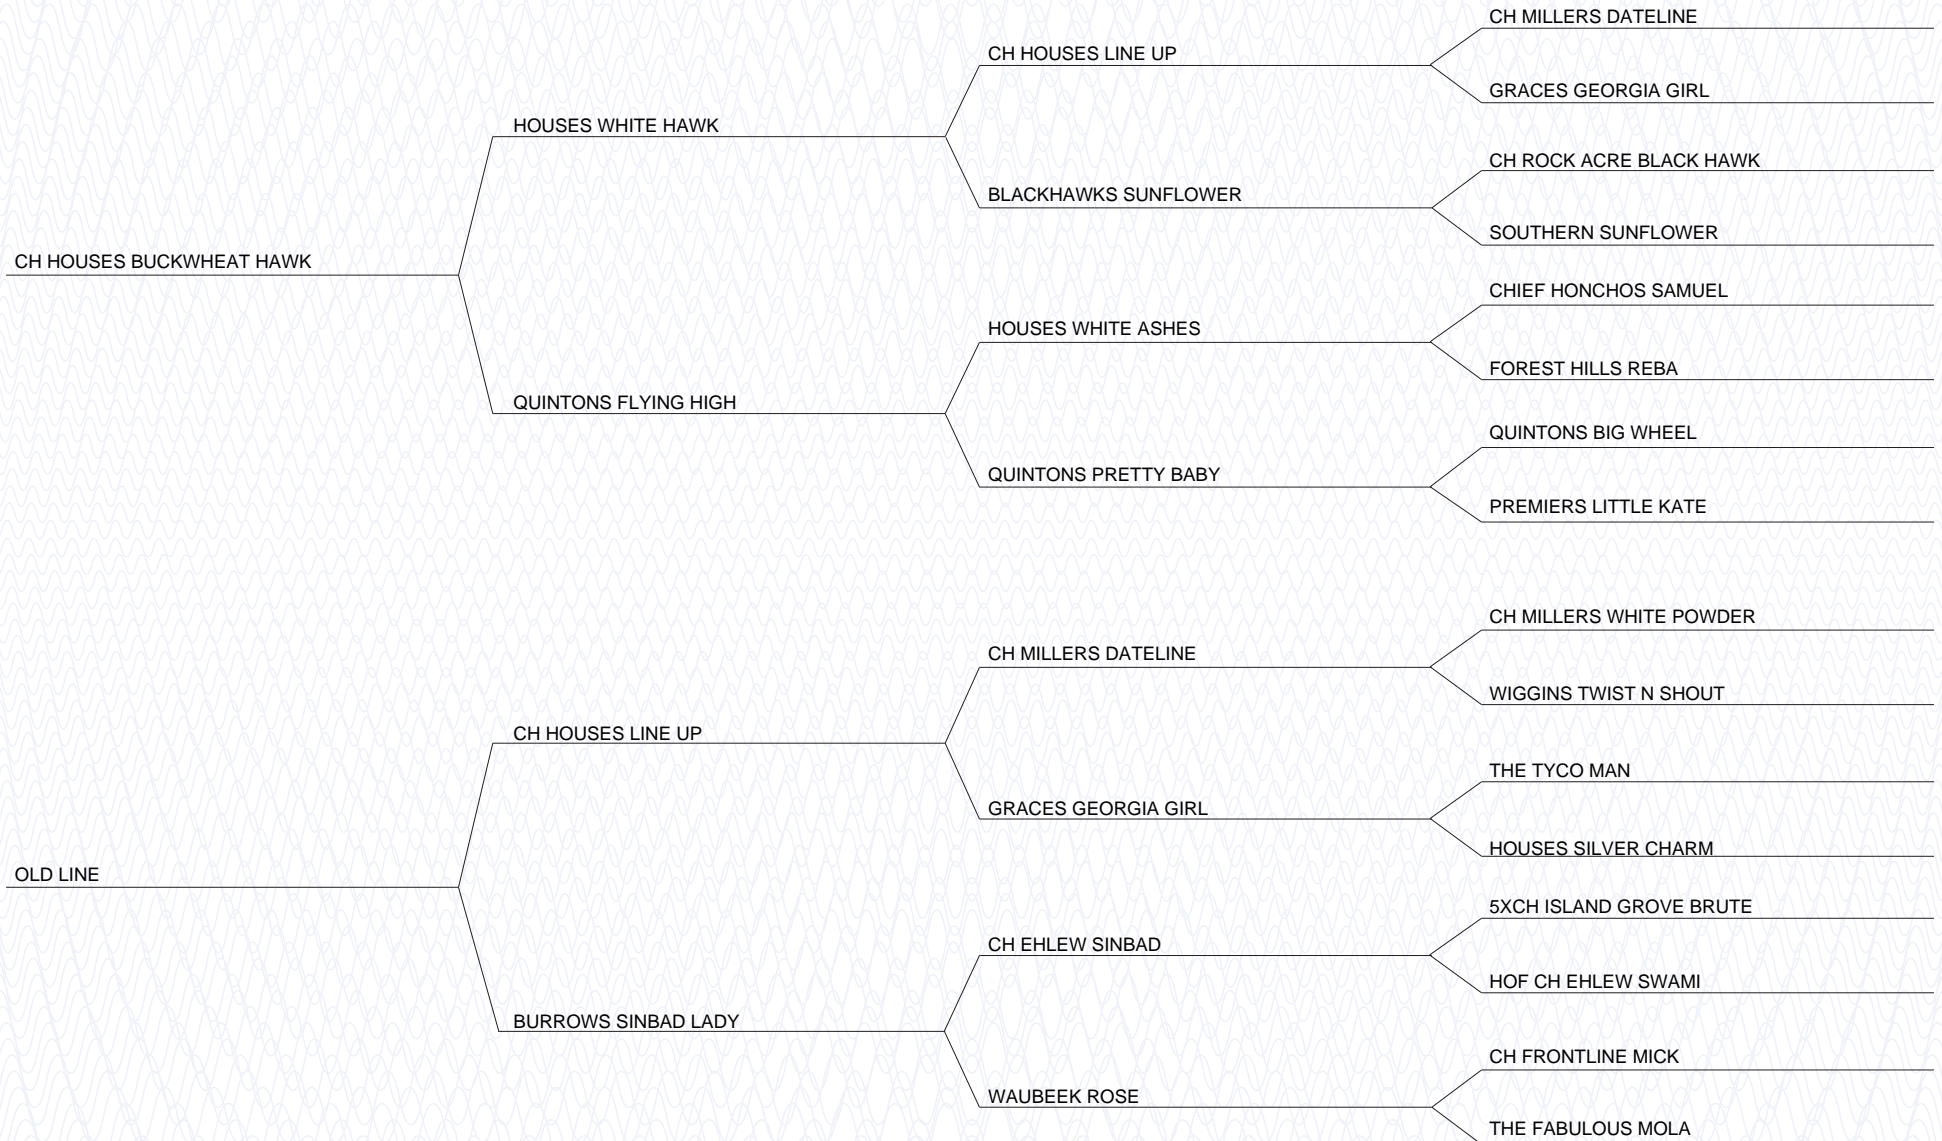 CH MILLERS DATELINE
CH HOUSES LINE UP
GRACES GEORGIA GIRL
HOUSES WHITE HAWK
CH ROCK ACRE BLACK HAWK
BLACKHAWKS SUNFLOWER
SOUTHERN SUNFLOWER
CH HOUSES BUCKWHEAT HAWK
CHIEF HONCHOS SAMUEL
HOUSES WHITE ASHES
FOREST HILLS REBA
QUINTONS FLYING HIGH
QUINTONS BIG WHEEL
QUINTONS PRETTY BABY
PREMIERS LITTLE KATE
CH MILLERS WHITE POWDER
CH MILLERS DATELINE
WIGGINS TWIST N SHOUT
CH HOUSES LINE UP
THE TYCO MAN
GRACES GEORGIA GIRL
HOUSES SILVER CHARM
OLD LINE
5XCH ISLAND GROVE BRUTE
CH EHLEW SINBAD
HOF CH EHLEW SWAMI
BURROWS SINBAD LADY
CH FRONTLINE MICK
WAUBEEK ROSE
THE FABULOUS MOLA